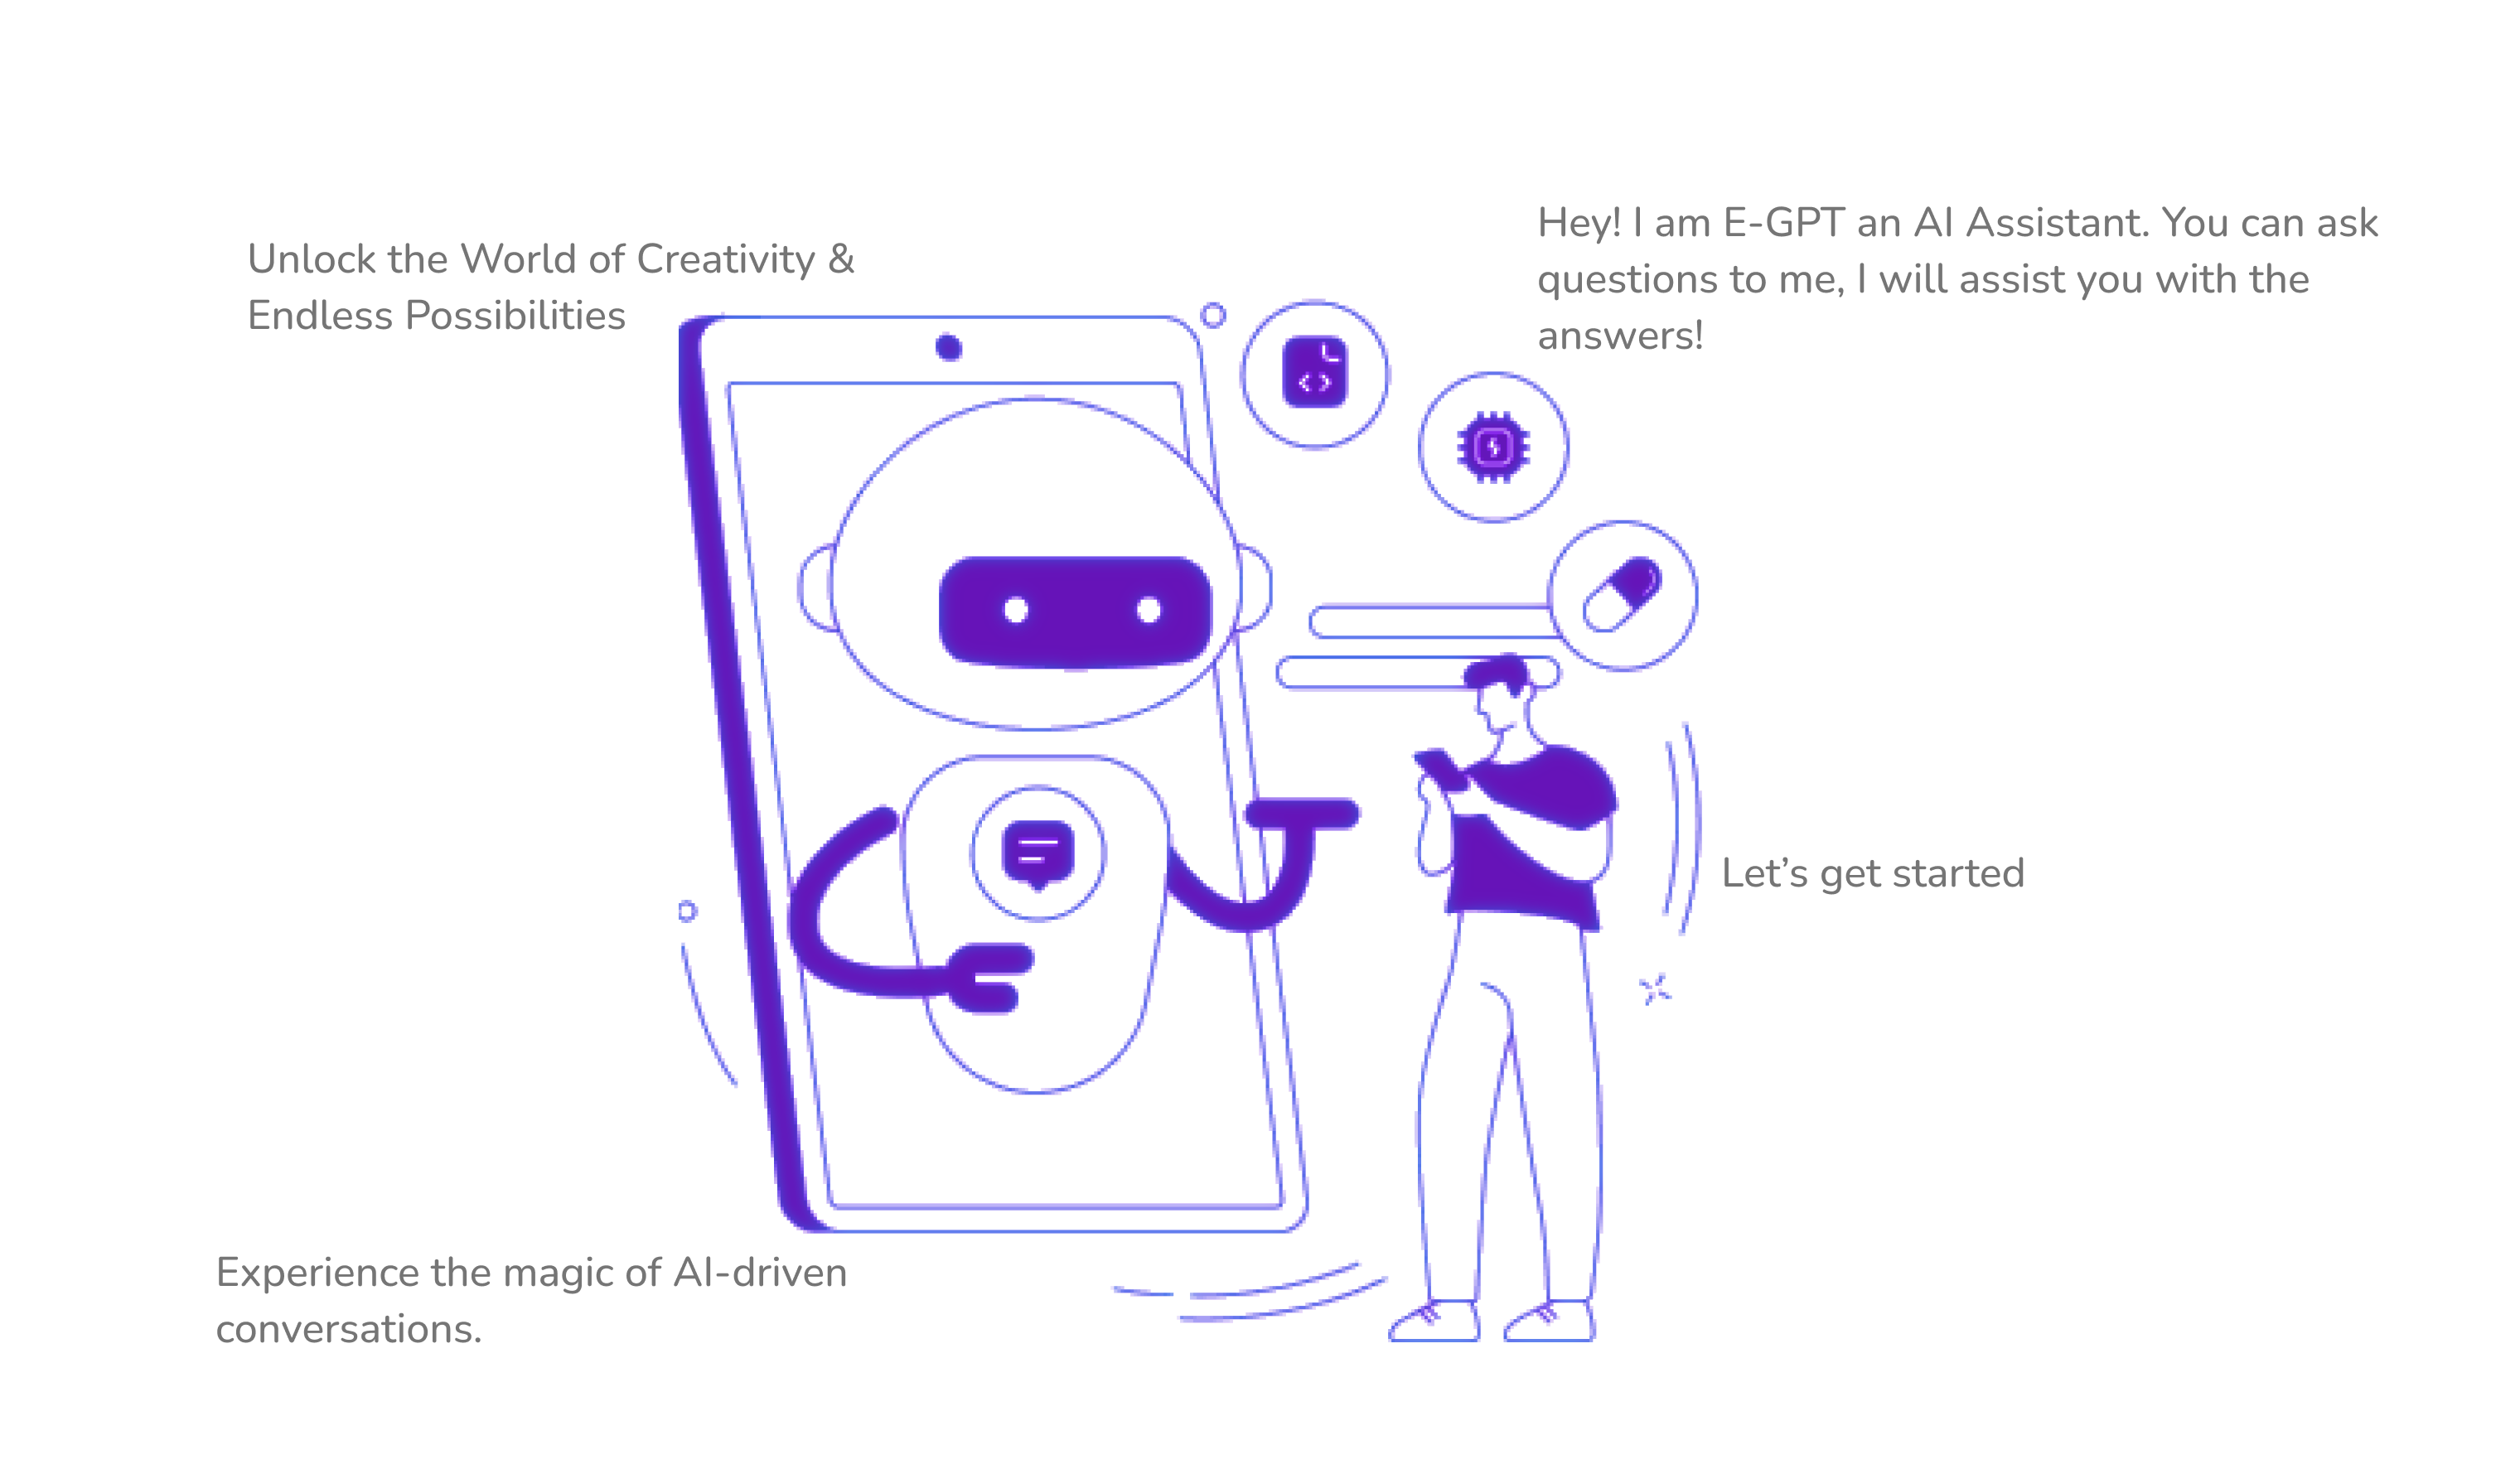 Unlock the World of Creativity &
Endless Possibilities
Hey! I am E-GPT an AI Assistant. You can ask
questions to me, I will assist you with the
answers!
Let’s get started
Experience the magic of AI-driven
conversations.